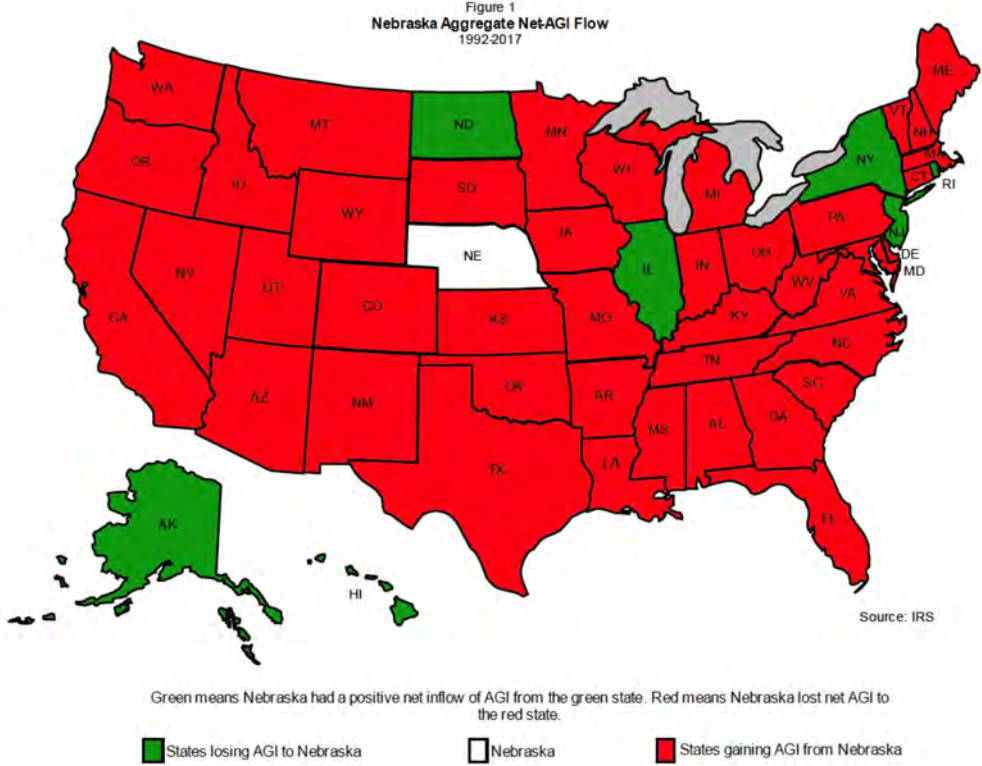 Figure 1
Nebraska Aggregate Net-AGI Flow
1992-2017
WA
MT
ND
MN
ME
VT
NH
OR
ID
SD
WI
MI
NY
MA
CT
RI
WY
IA
PA
NJ
NE
DE
MD
NV
UT
CO
IL
IN
OH
WV
VA
CA
KS
MO
KY
NC
TN
AZ
NM
OK
AR
SC
MS
AL
GA
TX
LA
FL
AK
HI
Source: IRS
Green means Nebraska had a positive net inflow of AGI from the green state. Red means Nebraska lost net AGI to
the red state.
States losing AGI to Nebraska
Nebraska
States gaining AGI from Nebraska